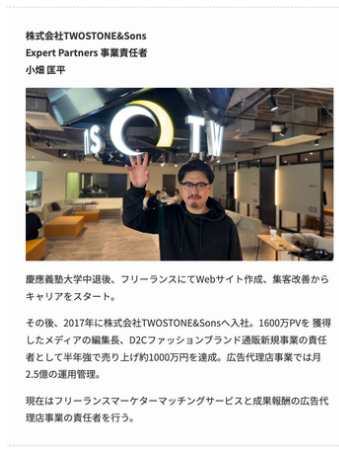 株式会社TWOSTONE&Sons
Expert Partners 事業責任者
小畑 匡平
NS
TW
慶應義塾大学中退後、フリーランスにてWebサイト作成、集客改善から
キャリアをスタート。
その後、2017年に株式会社TWOSTONE&Sonsへ入社。1600万PVを 獲得
したメディアの編集長、D2Cファッションブランド通販新規事業の責任
者として半年強で売り上げ約1000万円を達成。広告代理店事業では月
2.5億の運用管理。
現在はフリーランスマーケターマッチングサービスと成果報酬の広告代
理店事業の責任者を行う。